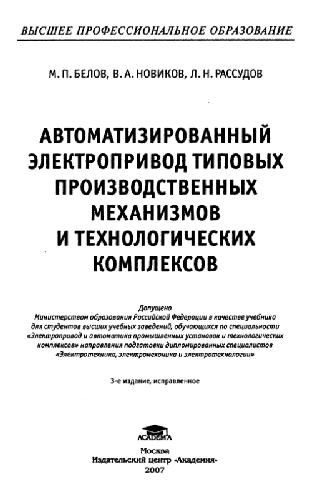 ВЫСШЕЕ ПРОФЕССИОНАЛЬНОЕ ОБРАЗОВАНИЕ
М. П. БЕЛОВ, В. А. НОВИКОВ, Л. Н. РАССУДОВ
АВТОМАТИЗИРОВАННЫЙ
ЭЛЕКТРОПРИВОД ТИПОВЫХ
ПРОИЗВОДСТВЕННЫХ
МЕХАНИЗМОВ
И ТЕХНОЛОГИЧЕСКИХ
КОМПЛЕКСОВ
Допущено
Министерством образования Российской Федерации в качестве учебника
для студентов высших учебных заведений, обучающихся по специальности
«Электропривод и автоматика промышленных установок и технологических
комплексов» направления подготовки дипломированных специалистов
«Электротехника, электромеханика и электротехнологии»
3-е издание, исправленное
ACADEMA
Москва
Издательский центр «Академия»
2007